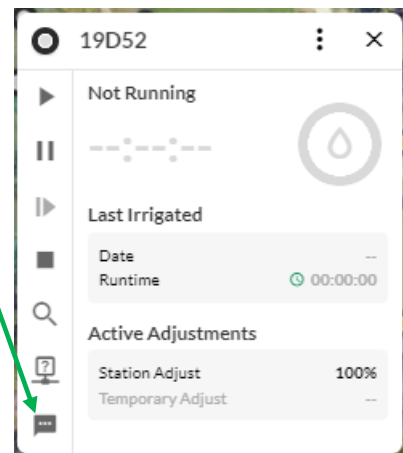 19D52
Not Running
--:--:--
Last Irrigated
Date --
Runtime 00:00:00
Active Adjustments
Station Adjust 100%
Temporary Adjust --
?